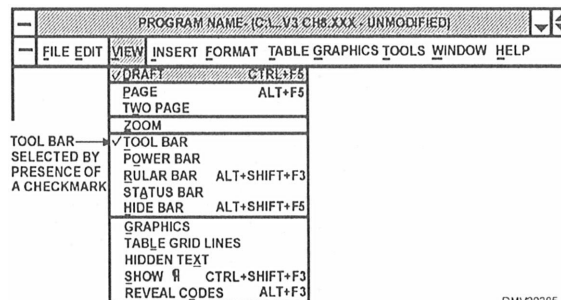 PROGRAM NAME- [C:\...V3 CH8.XXX - UNMODIFIED]
FILE EDIT VIEW INSERT FORMAT TABLE GRAPHICS TOOLS WINDOW HELP
✓DRAFT CTRL+F5
PAGE ALT+F5
TWO PAGE
ZOOM
TOOL BAR
SELECTED BY
PRESENCE OF
A CHECKMARK
✓TOOL BAR
POWER BAR
RULAR BAR ALT+SHIFT+F3
STATUS BAR
HIDE BAR ALT+SHIFT+F5
GRAPHICS
TABLE GRID LINES
HIDDEN TEXT
SHOW ¶ CTRL+SHIFT+F3
REVEAL CODES ALT+F3